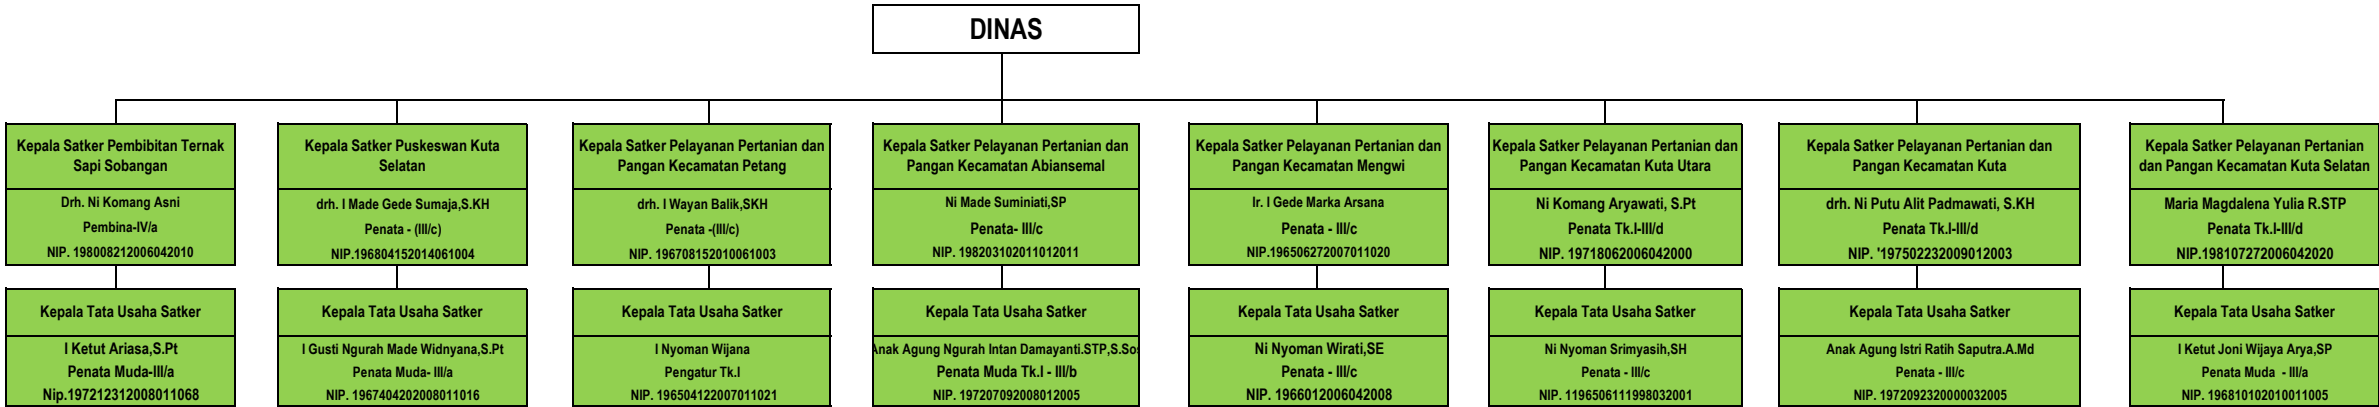 DINAS
Kepala Satker Pembibitan Ternak
Sapi Sobangan
Drh. Ni Komang Asni
Pembina-IV/a
NIP. 198008212006042010
Kepala Satker Puskeswan Kuta
Selatan
drh. I Made Gede Sumaja,S.KH
Penata - (III/c)
NIP.196804152014061004
Kepala Satker Pelayanan Pertanian dan
Pangan Kecamatan Petang
drh. I Wayan Balik,SKH
Penata -(III/c)
NIP. 196708152010061003
Kepala Satker Pelayanan Pertanian dan
Pangan Kecamatan Abiansemal
Ni Made Suminiati,SP
Penata- III/c
NIP. 198203102011012011
Kepala Satker Pelayanan Pertanian dan
Pangan Kecamatan Mengwi
Ir. I Gede Marka Arsana
Penata - III/c
NIP.196506272007011020
Kepala Satker Pelayanan Pertanian dan
Pangan Kecamatan Kuta Utara
Ni Komang Aryawati, S.Pt
Penata Tk.I-III/d
NIP. 19718062006042000
Kepala Satker Pelayanan Pertanian dan
Pangan Kecamatan Kuta
drh. Ni Putu Alit Padmawati, S.KH
Penata Tk.I-III/d
NIP. '197502232009012003
Kepala Satker Pelayanan Pertanian
dan Pangan Kecamatan Kuta Selatan
Maria Magdalena Yulia R.STP
Penata Tk.I-III/d
NIP.198107272006042020
Kepala Tata Usaha Satker
I Ketut Ariasa,S.Pt
Penata Muda-III/a
Nip.197212312008011068
Kepala Tata Usaha Satker
I Gusti Ngurah Made Widnyana,S.Pt
Penata Muda- III/a
NIP. 1967404202008011016
Kepala Tata Usaha Satker
I Nyoman Wijana
Pengatur Tk.I
NIP. 196504122007011021
Kepala Tata Usaha Satker
Anak Agung Ngurah Intan Damayanti.STP,S.Sos
Penata Muda Tk.I - III/b
NIP. 197207092008012005
Kepala Tata Usaha Satker
Ni Nyoman Wirati,SE
Penata - III/c
NIP. 1966012006042008
Kepala Tata Usaha Satker
Ni Nyoman Srimyasih,SH
Penata - III/c
NIP. 1196506111998032001
Kepala Tata Usaha Satker
Anak Agung Istri Ratih Saputra.A.Md
Penata - III/c
NIP. 1972092320000032005
Kepala Tata Usaha Satker
I Ketut Joni Wijaya Arya,SP
Penata Muda - III/a
NIP. 196810102010011005